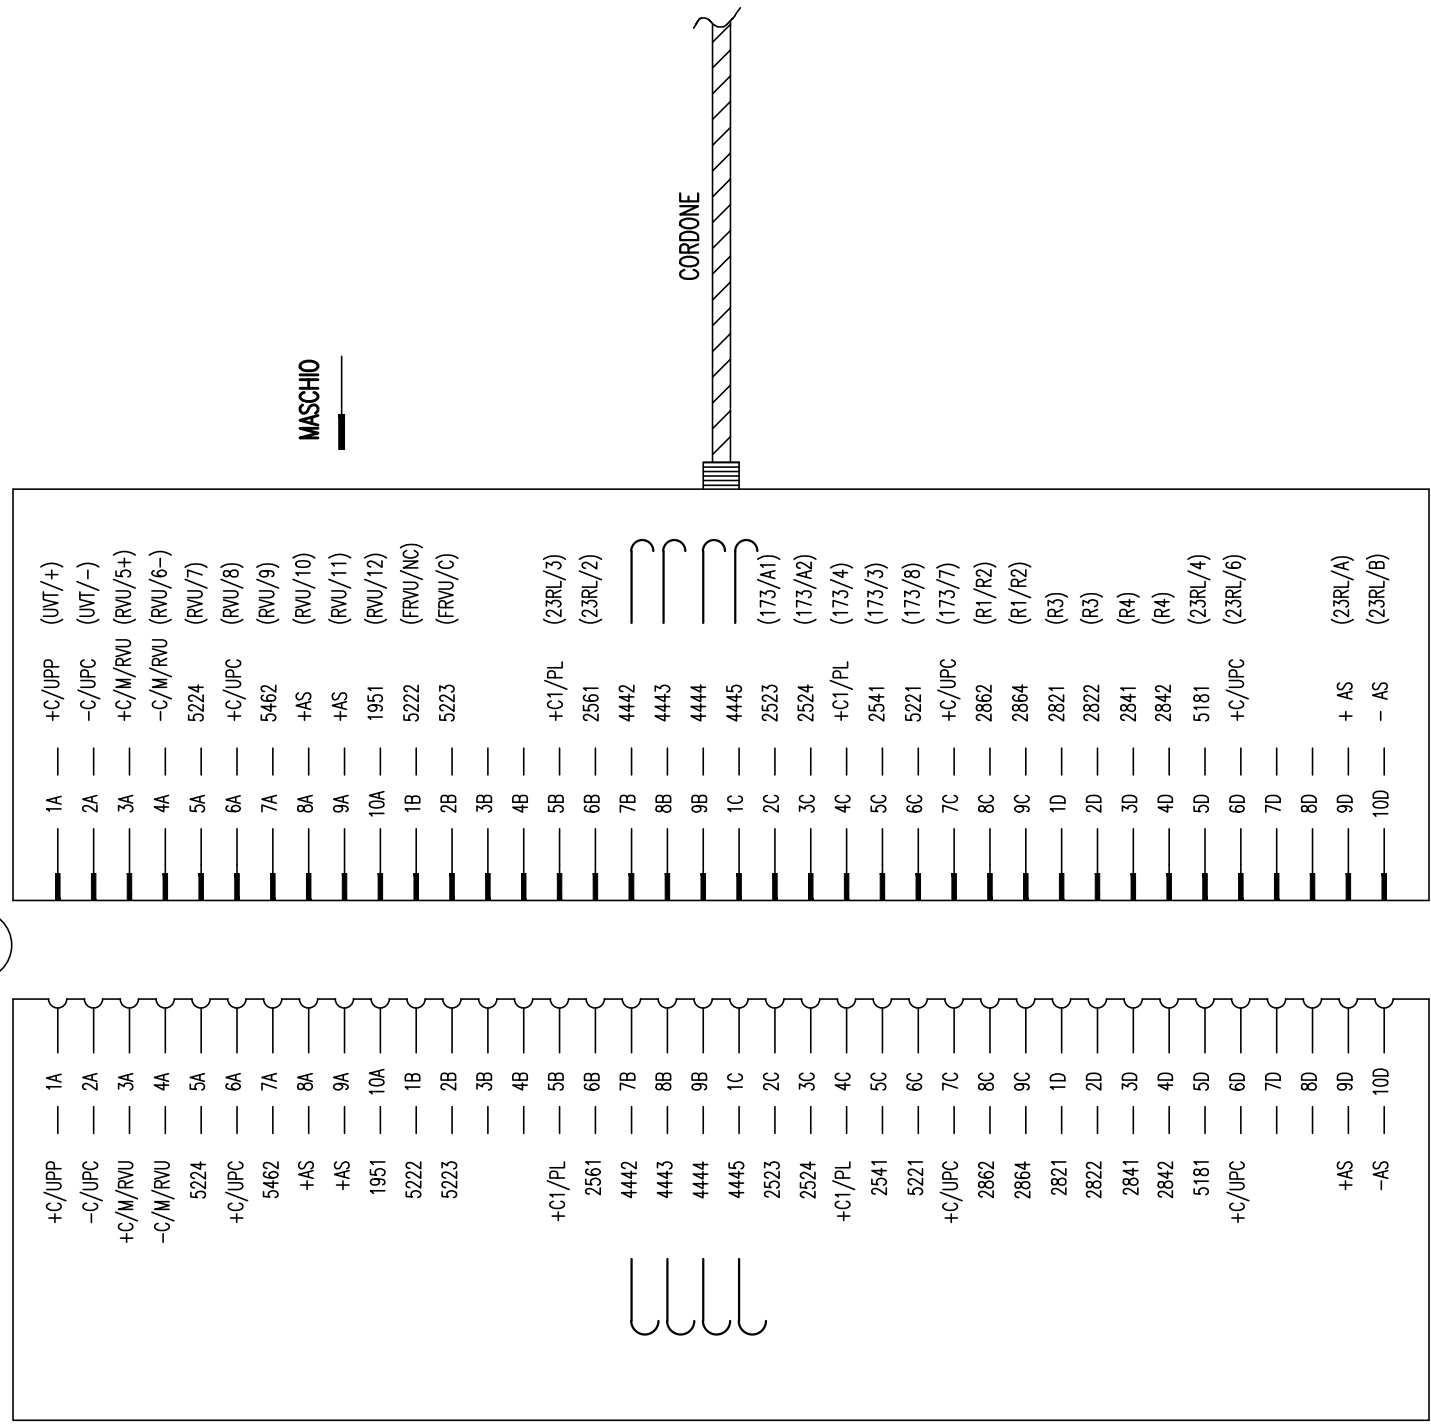 CORDONE
MASCHIO
1A +C/UPP (UVT/+)
2A -C/UPC (UVT/-)
3A +C/M/RVU (RVU/5+)
4A -C/M/RVU (RVU/6-)
5A 5224 (RVU/7)
6A +C/UPC (RVU/8)
7A 5462 (RVU/9)
8A +AS (RVU/10)
9A +AS (RVU/11)
10A 1951 (RVU/12)
1B 5222 (FRVU/NC)
2B 5223 (FRVU/C)
3B
4B
5B +C1/PL (23RL/3)
6B 2561 (23RL/2)
7B 4442
8B 4443
9B 4444
1C 4445
2C 2523 (173/A1)
3C 2524 (173/A2)
4C +C1/PL (173/4)
5C 2541 (173/3)
6C 5221 (173/8)
7C +C/UPC (173/7)
8C 2862 (R1/R2)
9C 2864 (R1/R2)
1D 2821 (R3)
2D 2822 (R3)
3D 2841 (R4)
4D 2842 (R4)
5D 5181 (23RL/4)
6D +C/UPC (23RL/6)
7D
8D
9D + AS (23RL/A)
10D - AS (23RL/B)
+C/UPP 1A
-C/UPC 2A
+C/M/RVU 3A
-C/M/RVU 4A
5224 5A
+C/UPC 6A
5462 7A
+AS 8A
+AS 9A
1951 10A
5222 1B
5223 2B
3B
4B
+C1/PL 5B
2561 6B
4442 7B
4443 8B
4444 9B
4445 1C
2523 2C
2524 3C
+C1/PL 4C
2541 5C
5221 6C
+C/UPC 7C
2862 8C
2864 9C
2821 1D
2822 2D
2841 3D
2842 4D
5181 5D
+C/UPC 6D
7D
8D
+AS 9D
-AS 10D